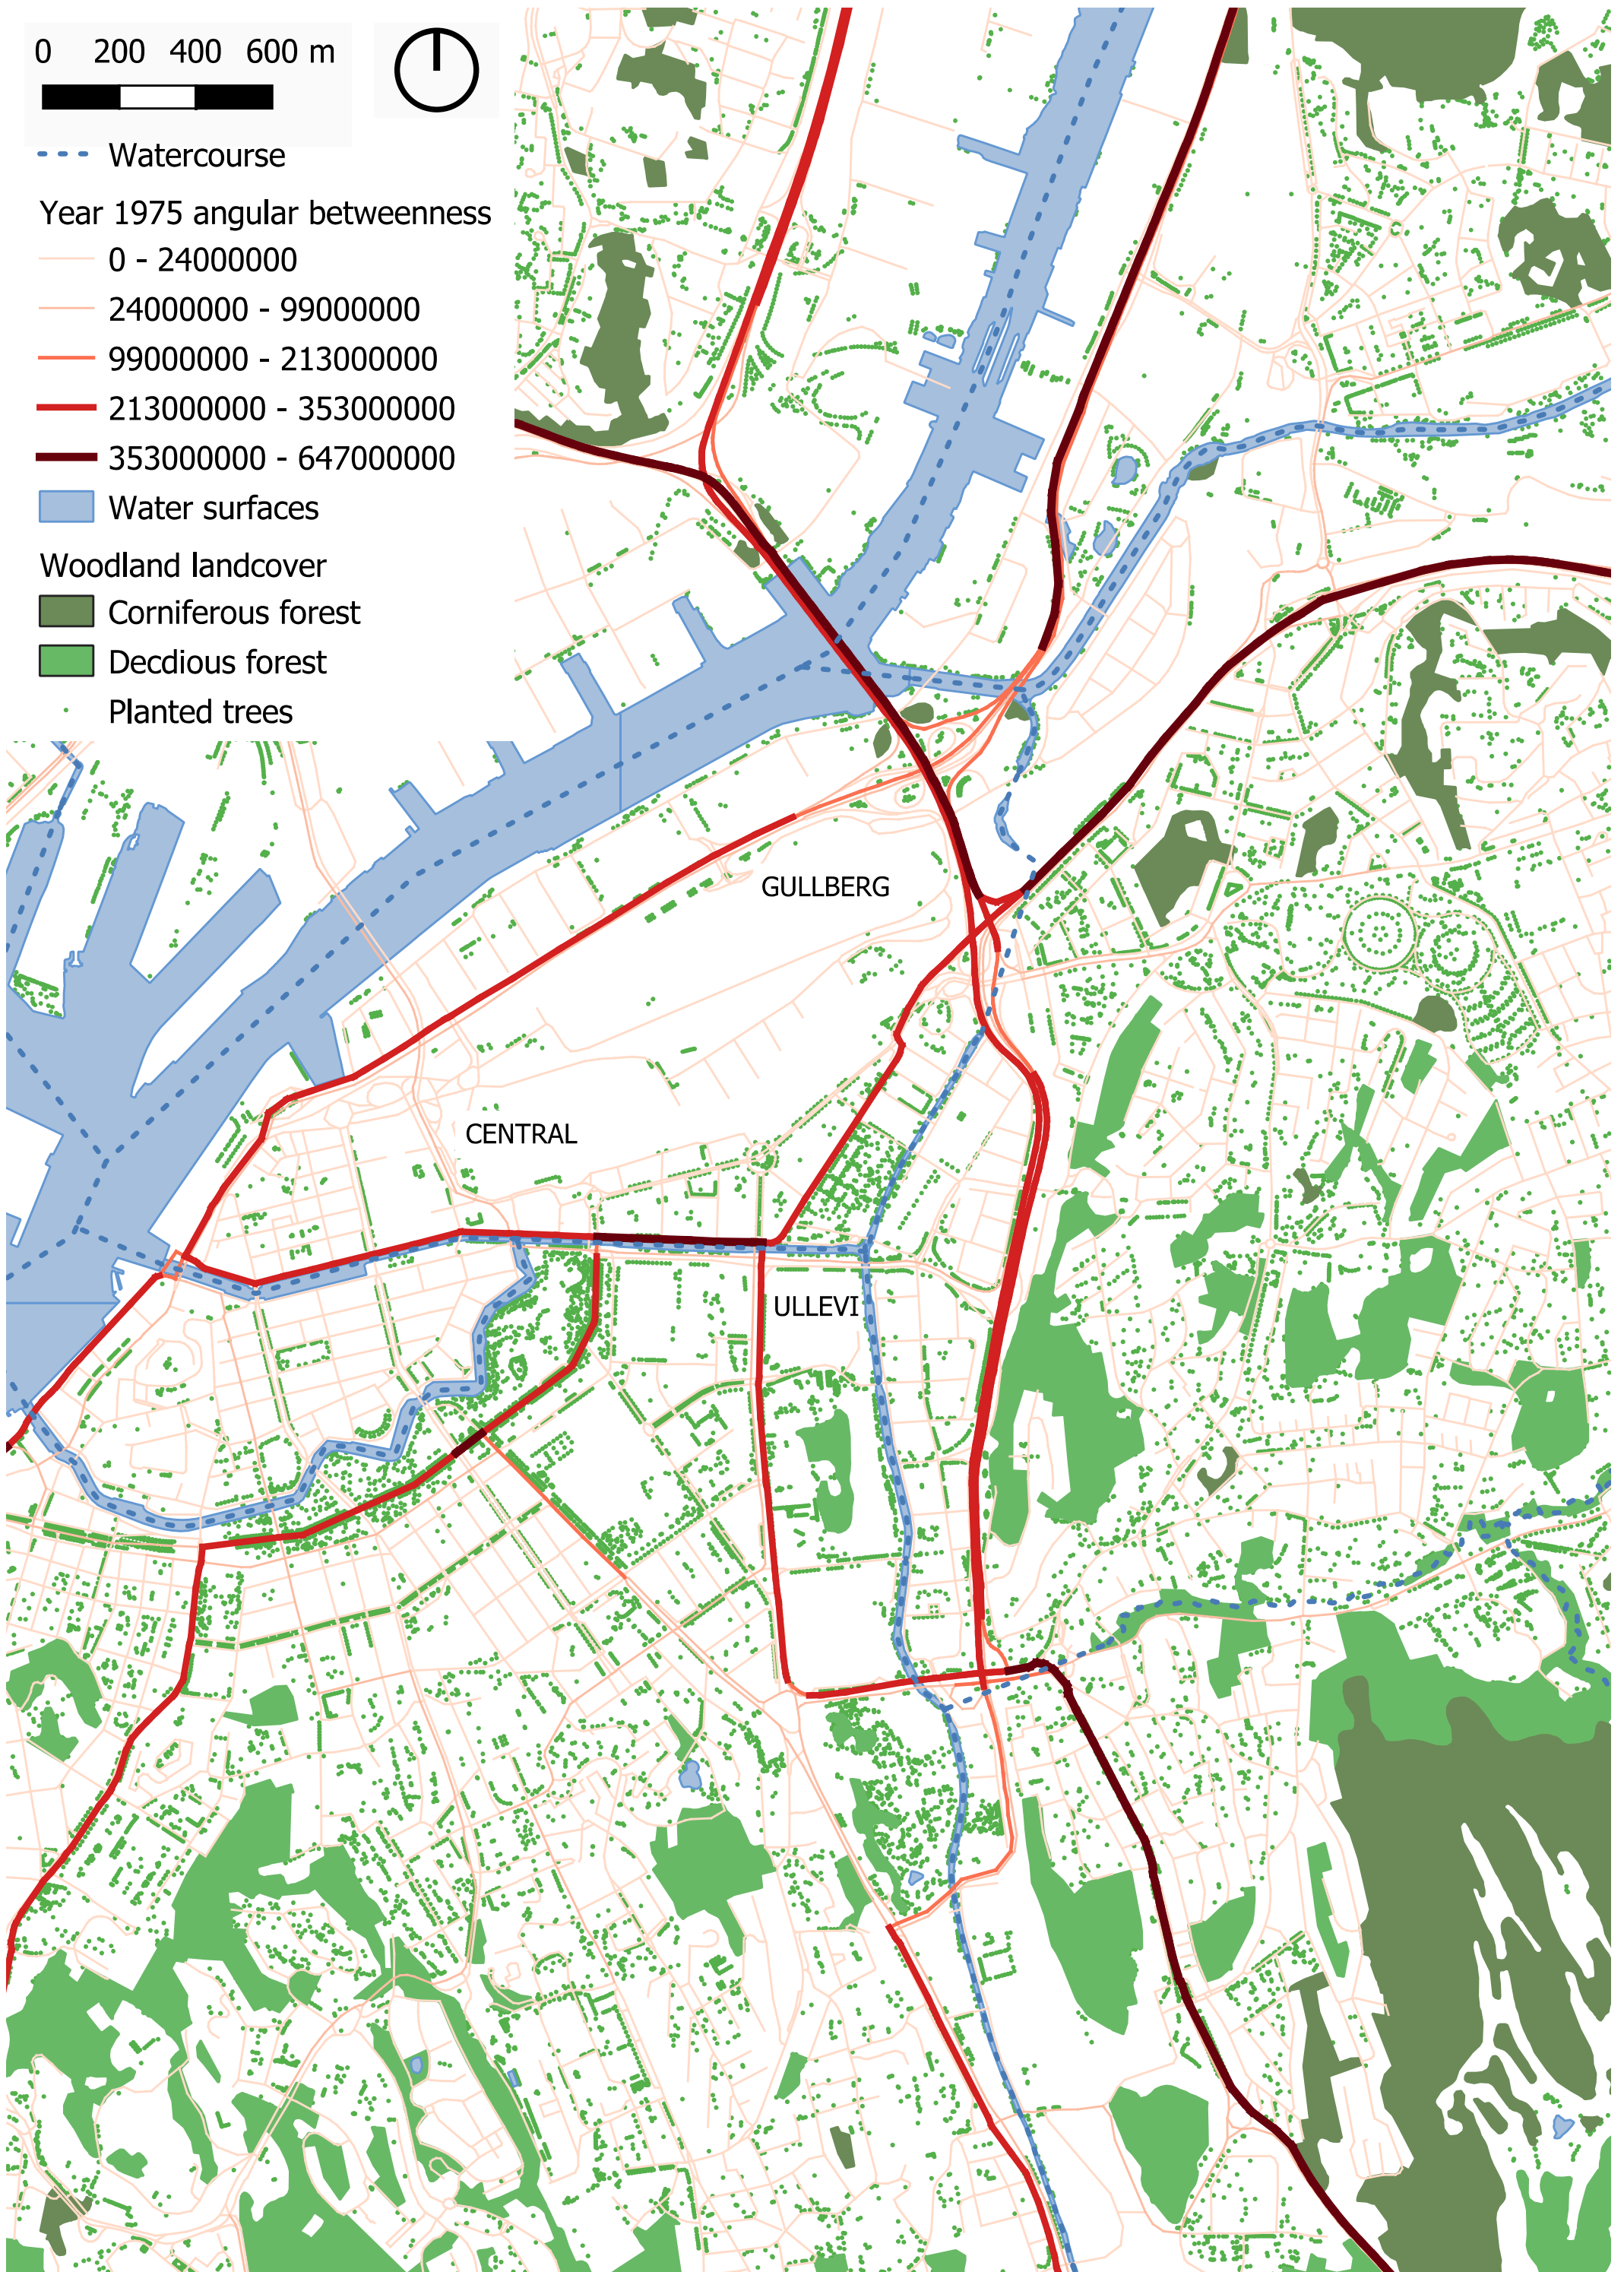 0 200 400 600 m
Watercourse
Year 1975 angular betweenness
0 - 24000000
24000000 - 99000000
99000000 - 213000000
213000000 - 353000000
353000000 - 647000000
Water surfaces
Woodland landcover
Corniferous forest
Decdious forest
Planted trees
GULLBERG
CENTRAL
ULLEVI